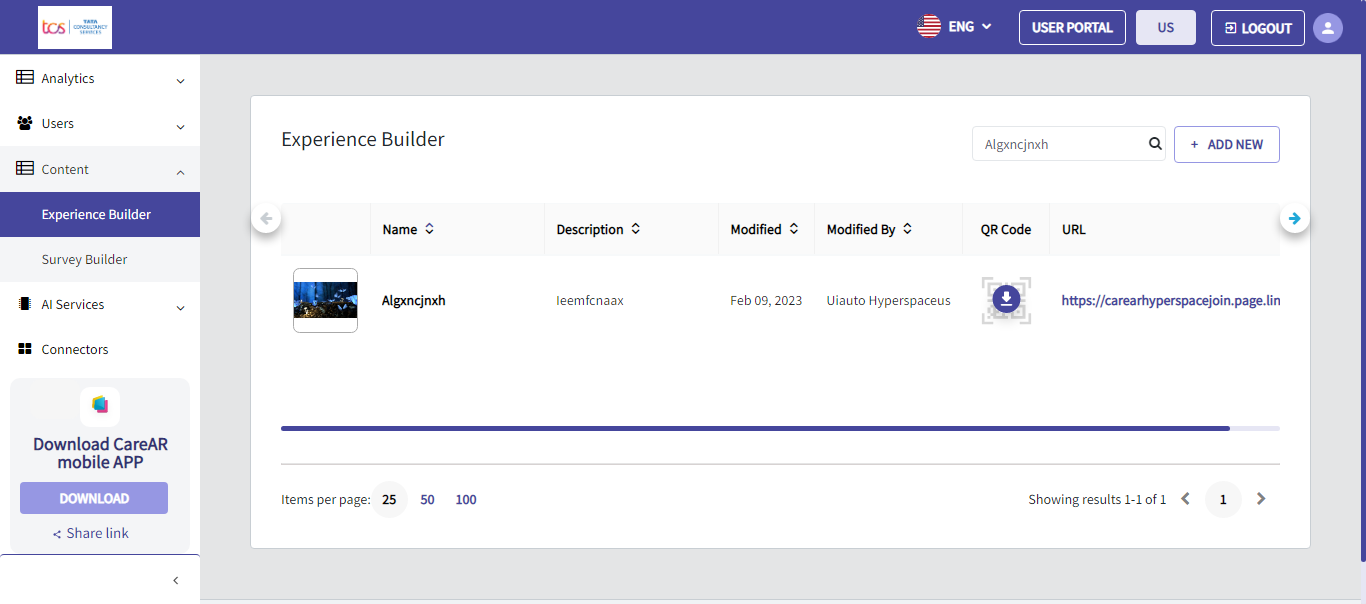 tcs
TATA
CONSULTANCY
SERVICES
ENG
USER PORTAL
US
LOGOUT
Analytics
Users
Content
Experience Builder
Survey Builder
AI Services
Connectors
Download CareAR
mobile APP
DOWNLOAD
Share link
Experience Builder
Algxncjnxh
+ ADD NEW
Name Description Modified Modified By QR Code URL
Algxncjnxh Ieemfcnaax Feb 09, 2023 Uiauto Hyperspaceus https://carearhyperspacejoin.page.lin
Items per page: 25 50 100
Showing results 1-1 of 1 1